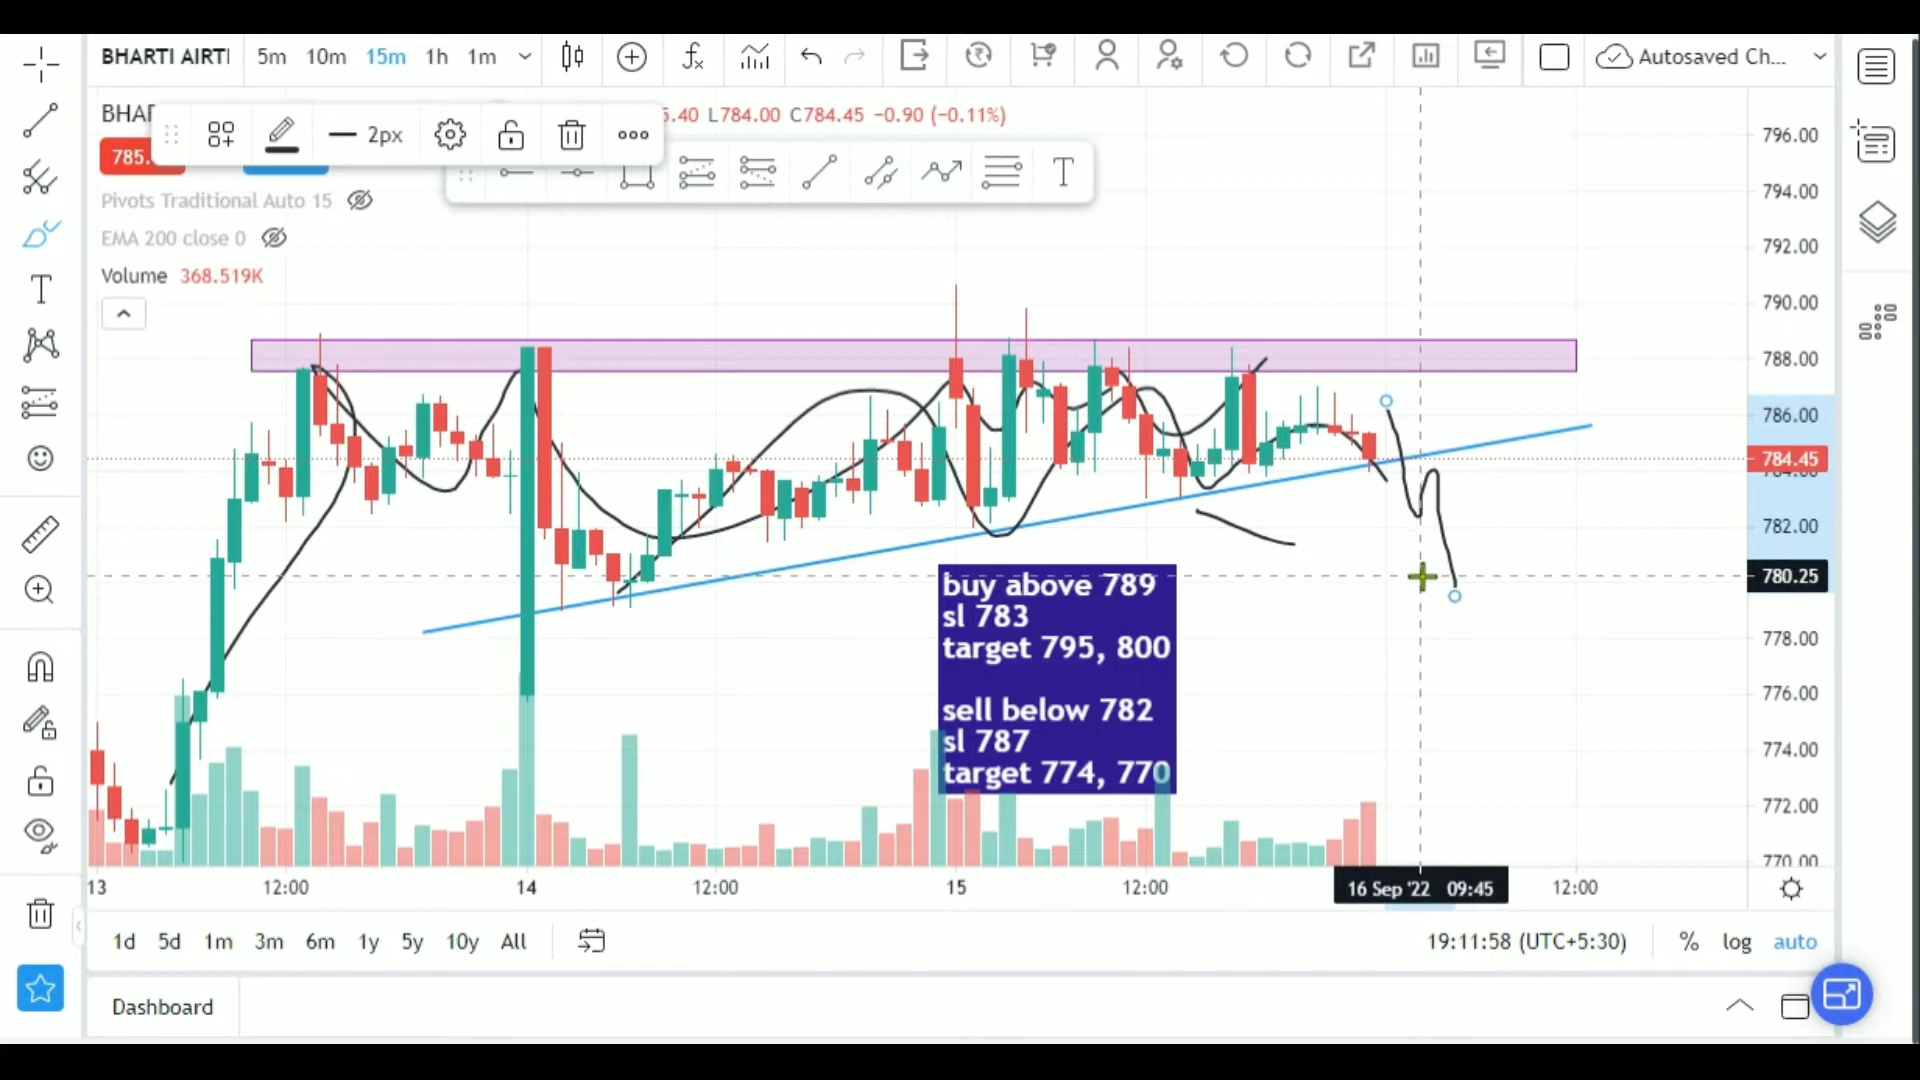 BHARTI AIRTI 5m 10m 15m 1h 1m Autosaved Ch...
BHAF 5.40 L784.00 C784.45 −0.90 (−0.11%)
2px
785.
T
Pivots Traditional Auto 15
EMA 200 close 0
Volume 368.519K
796.00
794.00
792.00
790.00
788.00
786.00
784.45
784.00
782.00
780.25
778.00
776.00
774.00
772.00
770.00
buy above 789
sl 783
target 795, 800
sell below 782
sl 787
target 774, 770
13 12:00 14 12:00 15 12:00 16 Sep '22 09:45 12:00
1d 5d 1m 3m 6m 1y 5y 10y All 19:11:58 (UTC+5:30) % log auto
Dashboard